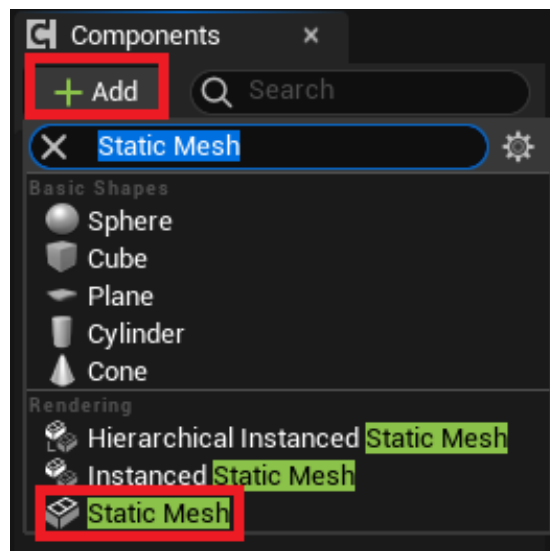 Components
Add
Search
Static Mesh
Basic Shapes
Sphere
Cube
Plane
Cylinder
Cone
Rendering
Hierarchical Instanced Static Mesh
Instanced Static Mesh
Static Mesh